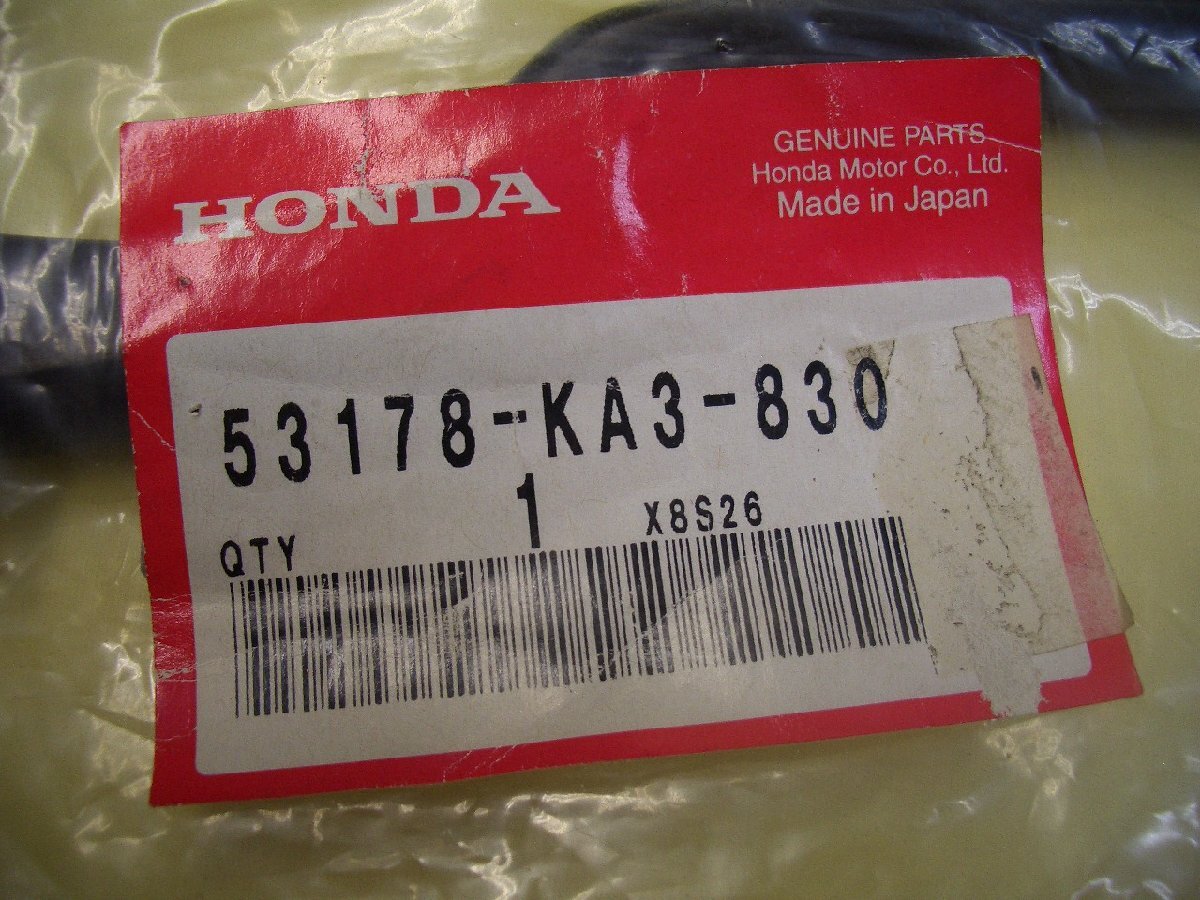 HONDA
GENUINE PARTS
Honda Motor Co., Ltd.
Made in Japan
53178-KA3-830
1
X8S26
QTY